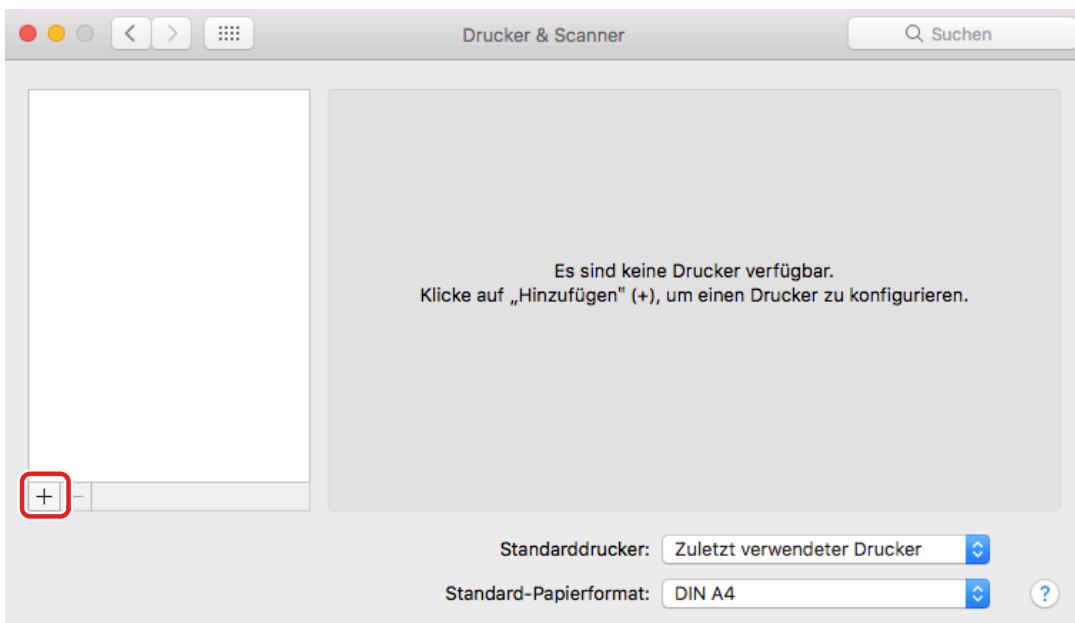 Drucker & Scanner
Suchen
Es sind keine Drucker verfügbar.
Klicke auf „Hinzufügen" (+), um einen Drucker zu konfigurieren.
+ −
Standarddrucker: Zuletzt verwendeter Drucker
Standard-Papierformat: DIN A4 ?